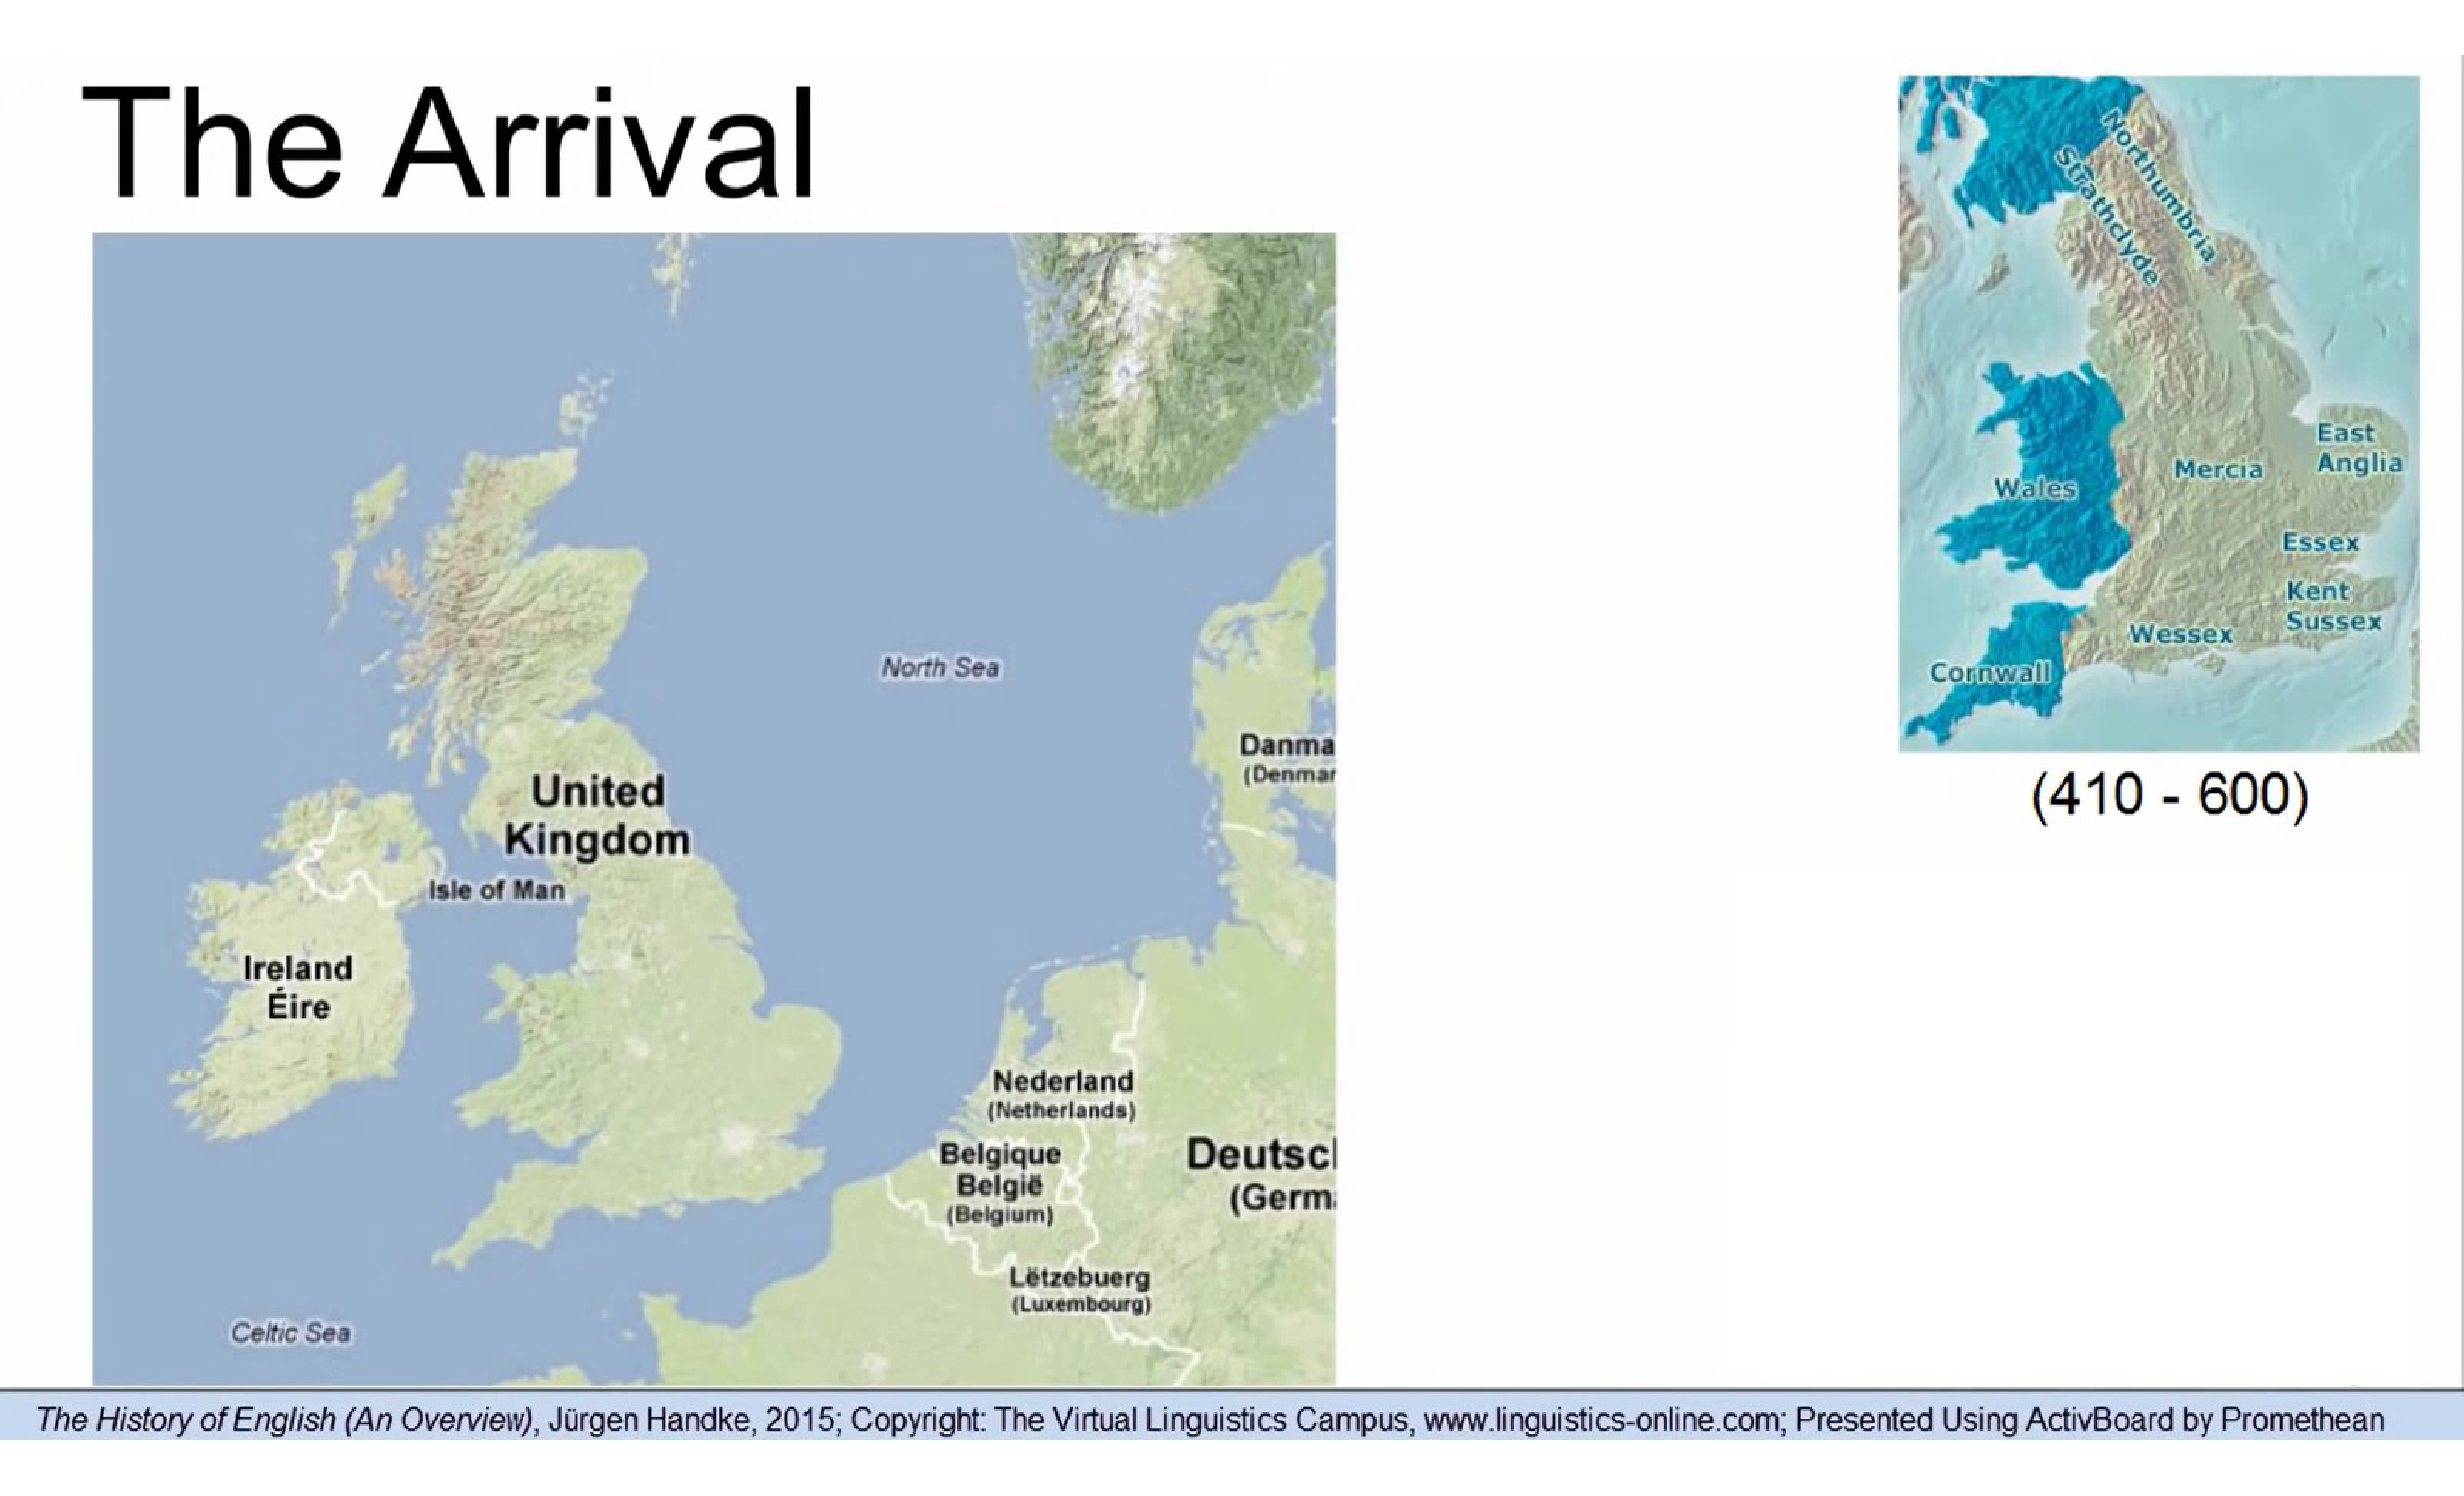 The Arrival
North Sea
Danma
(Denmar
United
Kingdom
Isle of Man
Ireland
Éire
Nederland
(Netherlands)
Belgique
België
(Belgium)
Deutscl
(Germa
Lëtzebuerg
(Luxembourg)
Celtic Sea
Northumbria
Strathclyde
East
Anglia
Mercia
Wales
Essex
Kent
Sussex
Wessex
Cornwall
(410 - 600)
The History of English (An Overview), Jürgen Handke, 2015; Copyright: The Virtual Linguistics Campus, www.linguistics-online.com; Presented Using ActivBoard by Promethean